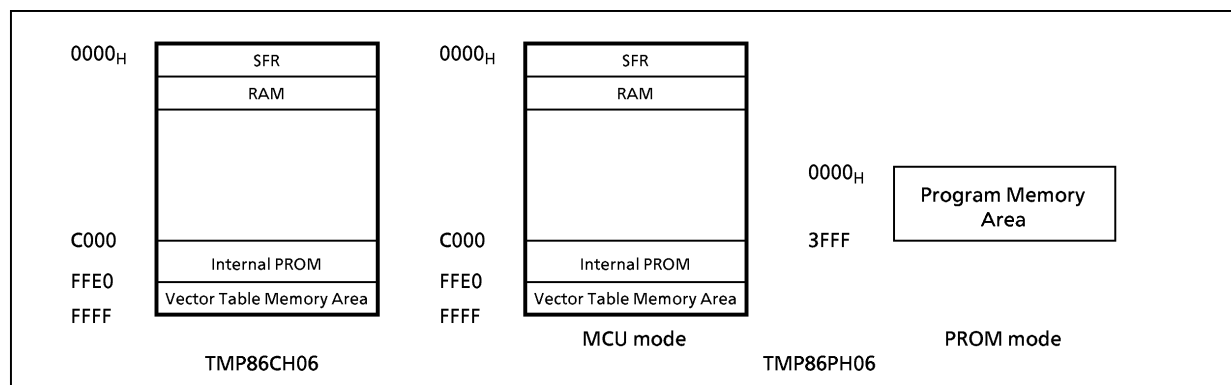 0000H
SFR
RAM
C000
Internal PROM
FFE0
Vector Table Memory Area
FFFF
TMP86CH06
0000H
SFR
RAM
C000
Internal PROM
FFE0
Vector Table Memory Area
FFFF
MCU mode
0000H
Program Memory
Area
3FFF
PROM mode
TMP86PH06